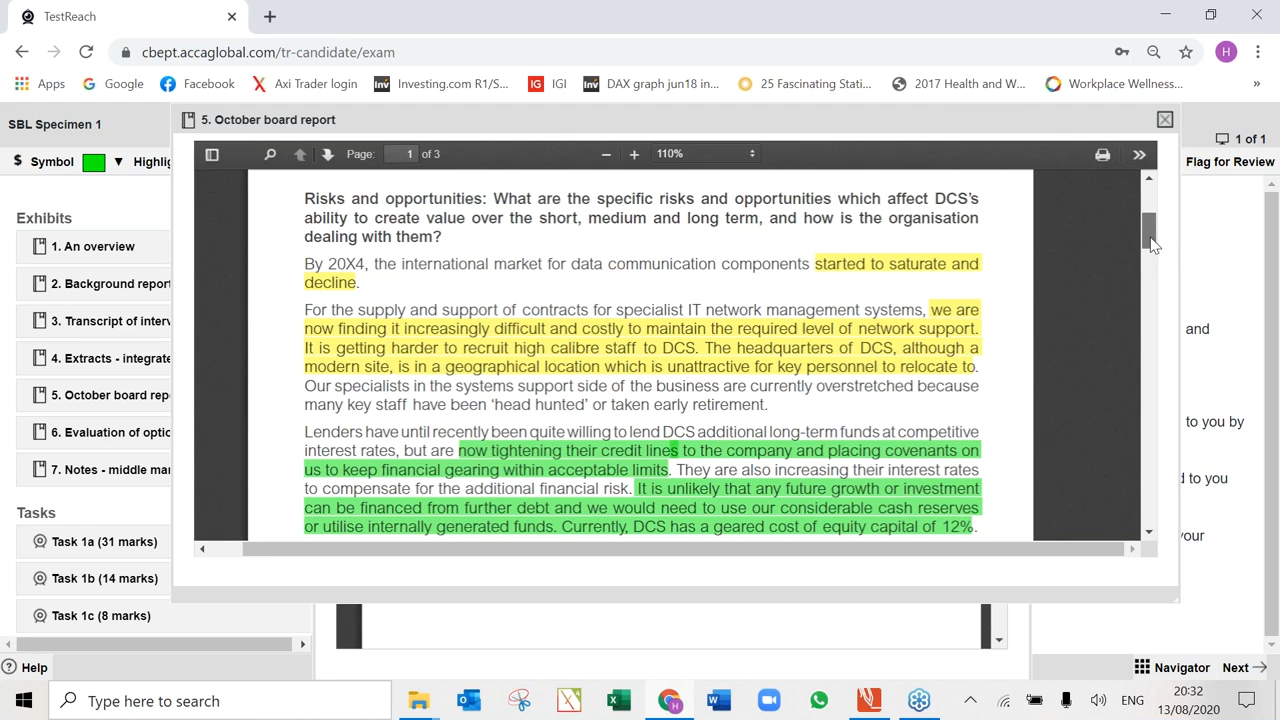 TestReach
cbept.accaglobal.com/tr-candidate/exam
H
Apps
Google
Facebook
Axi Trader login
Investing.com R1/S...
IGI
DAX graph jun18 in...
25 Fascinating Stati...
2017 Health and W...
Workplace Wellness...
»
SBL Specimen 1
5. October board report
1 of 1
$ Symbol
Highlig
Flag for Review
Page: 1 of 3
110%
Exhibits
1. An overview
2. Background report
3. Transcript of interv
4. Extracts - integrate
5. October board repo
6. Evaluation of optio
7. Notes - middle man
Tasks
Task 1a (31 marks)
Task 1b (14 marks)
Task 1c (8 marks)
Risks and opportunities: What are the specific risks and opportunities which affect DCS's
ability to create value over the short, medium and long term, and how is the organisation
dealing with them?
By 20X4, the international market for data communication components started to saturate and
decline.
For the supply and support of contracts for specialist IT network management systems, we are
now finding it increasingly difficult and costly to maintain the required level of network support.
It is getting harder to recruit high calibre staff to DCS. The headquarters of DCS, although a
modern site, is in a geographical location which is unattractive for key personnel to relocate to.
Our specialists in the systems support side of the business are currently overstretched because
many key staff have been 'head hunted' or taken early retirement.
Lenders have until recently been quite willing to lend DCS additional long-term funds at competitive
interest rates, but are now tightening their credit lines to the company and placing covenants on
us to keep financial gearing within acceptable limits. They are also increasing their interest rates
to compensate for the additional financial risk. It is unlikely that any future growth or investment
can be financed from further debt and we would need to use our considerable cash reserves
or utilise internally generated funds. Currently, DCS has a geared cost of equity capital of 12%.
and
to you by
d to you
your
Help
Navigator
Next
Type here to search
ENG
20:32
13/08/2020